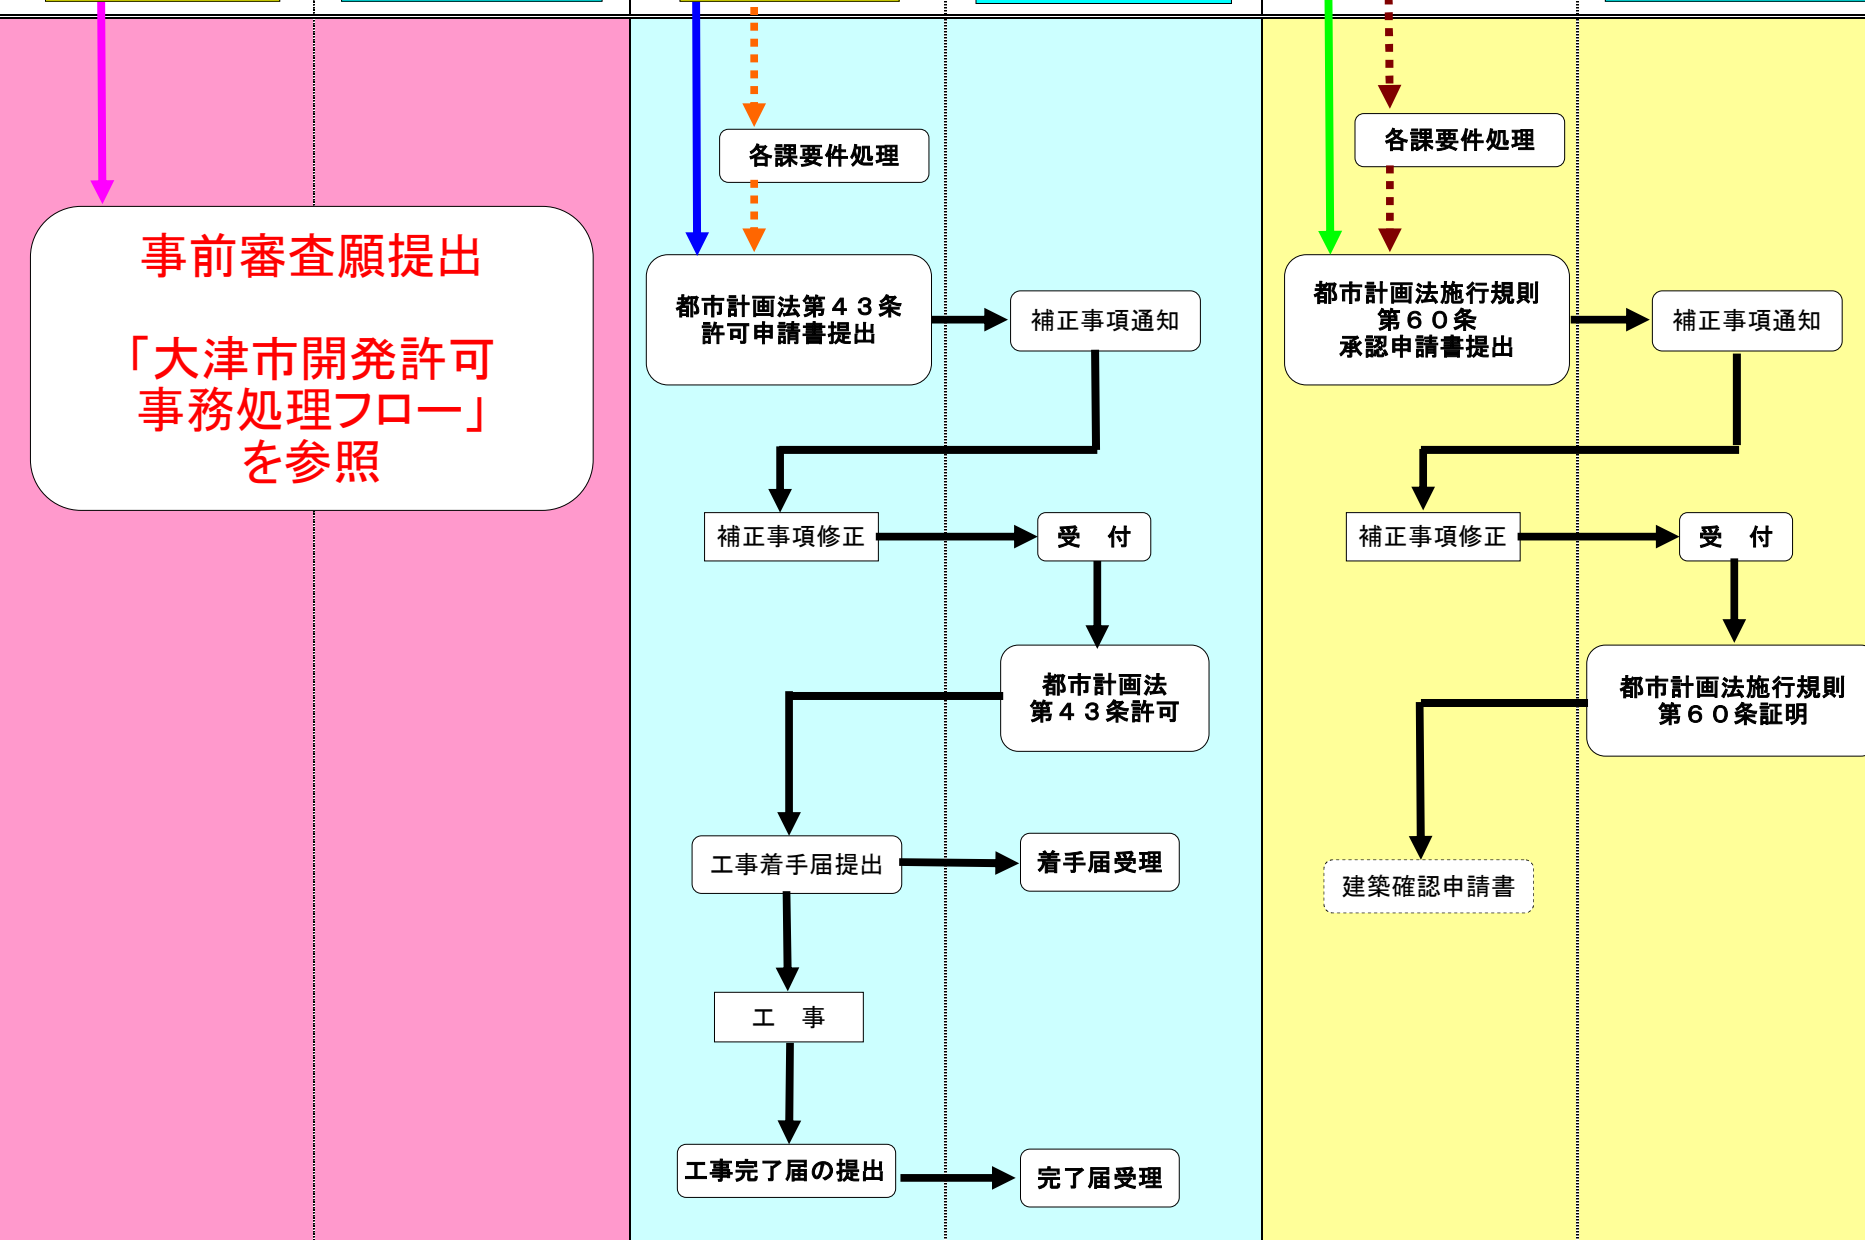 事前審査願提出
「大津市開発許可
事務処理フロー」
を参照
各課要件処理
都市計画法第４３条
許可申請書提出
補正事項通知
補正事項修正
受　付
都市計画法
第４３条許可
工事着手届提出
着手届受理
工　事
工事完了届の提出
完了届受理
各課要件処理
都市計画法施行規則
第６０条
承認申請書提出
補正事項通知
補正事項修正
受　付
都市計画法施行規則
第６０条証明
建築確認申請書